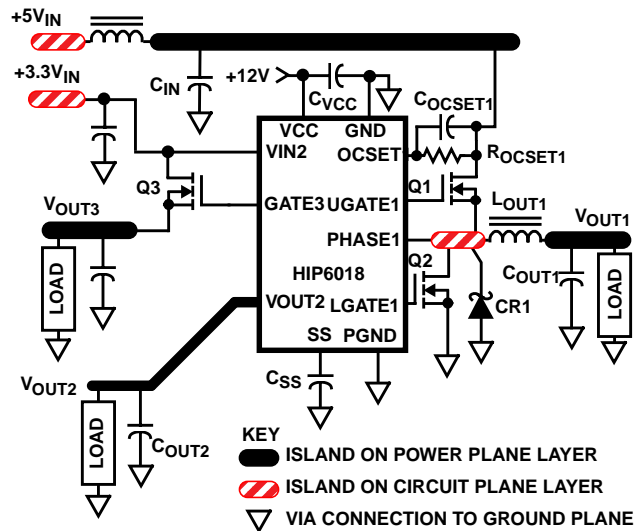 +5VIN
+3.3VIN
CIN
+12V
CVCC
COCSET1
VCC
GND
VIN2
OCSET
ROCSET1
Q3
Q1
GATE3
UGATE1
LOUT1
VOUT3
VOUT1
PHASE1
Q2
HIP6018
COUT1
LOAD
LOAD
VOUT2
LGATE1
CR1
SS
PGND
CSS
VOUT2
LOAD
COUT2
KEY
ISLAND ON POWER PLANE LAYER
ISLAND ON CIRCUIT PLANE LAYER
VIA CONNECTION TO GROUND PLANE